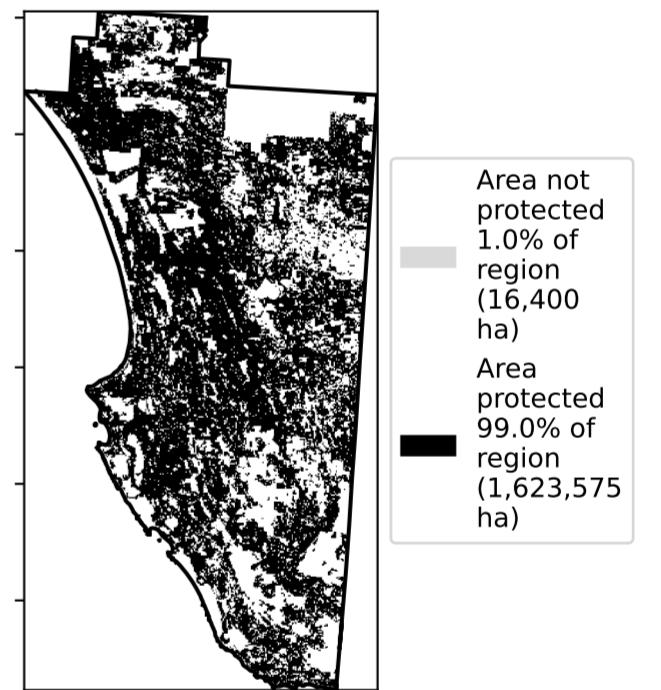 Area not
protected
1.0% of
region
(16,400
ha)
Area
protected
99.0% of
region
(1,623,575
ha)